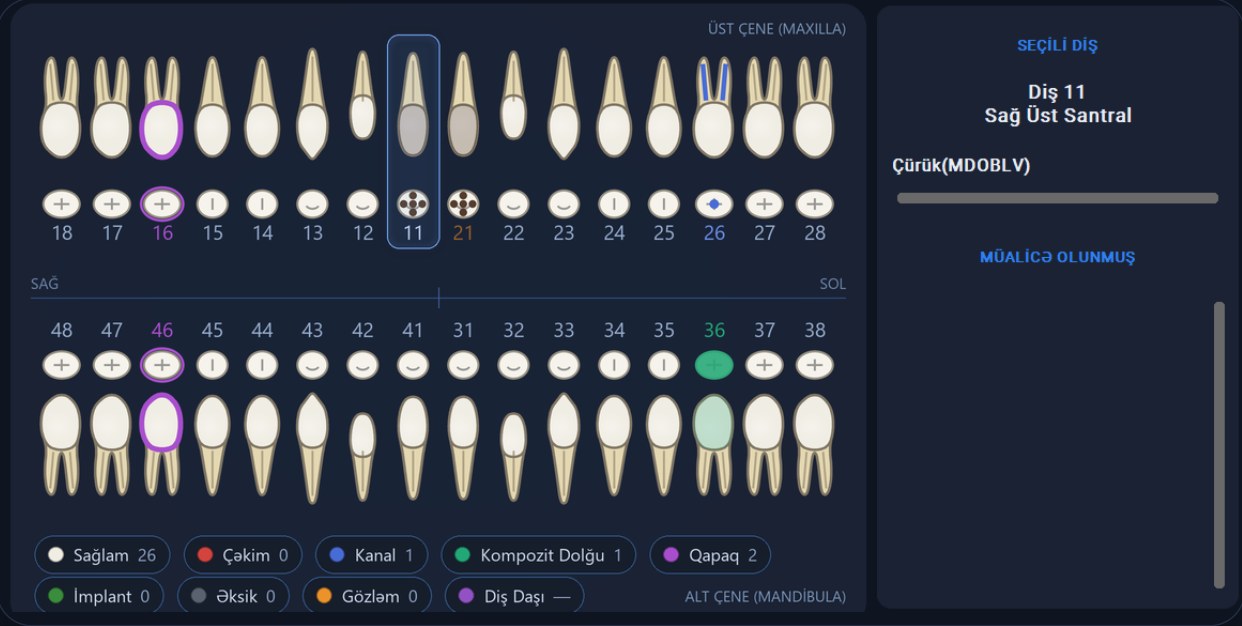 ÜST ÇENE (MAXILLA)
18 17 16 15 14 13 12 11 21 22 23 24 25 26 27 28
SAĞ SOL
48 47 46 45 44 43 42 41 31 32 33 34 35 36 37 38
Sağlam 26 Çəkim 0 Kanal 1 Kompozit Dolğu 1 Qapaq 2
İmplant 0 Əksik 0 Gözləm 0 Diş Daşı —
ALT ÇENE (MANDİBULA)
SEÇİLİ DİŞ
Diş 11
Sağ Üst Santral
Çürük(MDOBLV)
MÜALİCƏ OLUNMUŞ